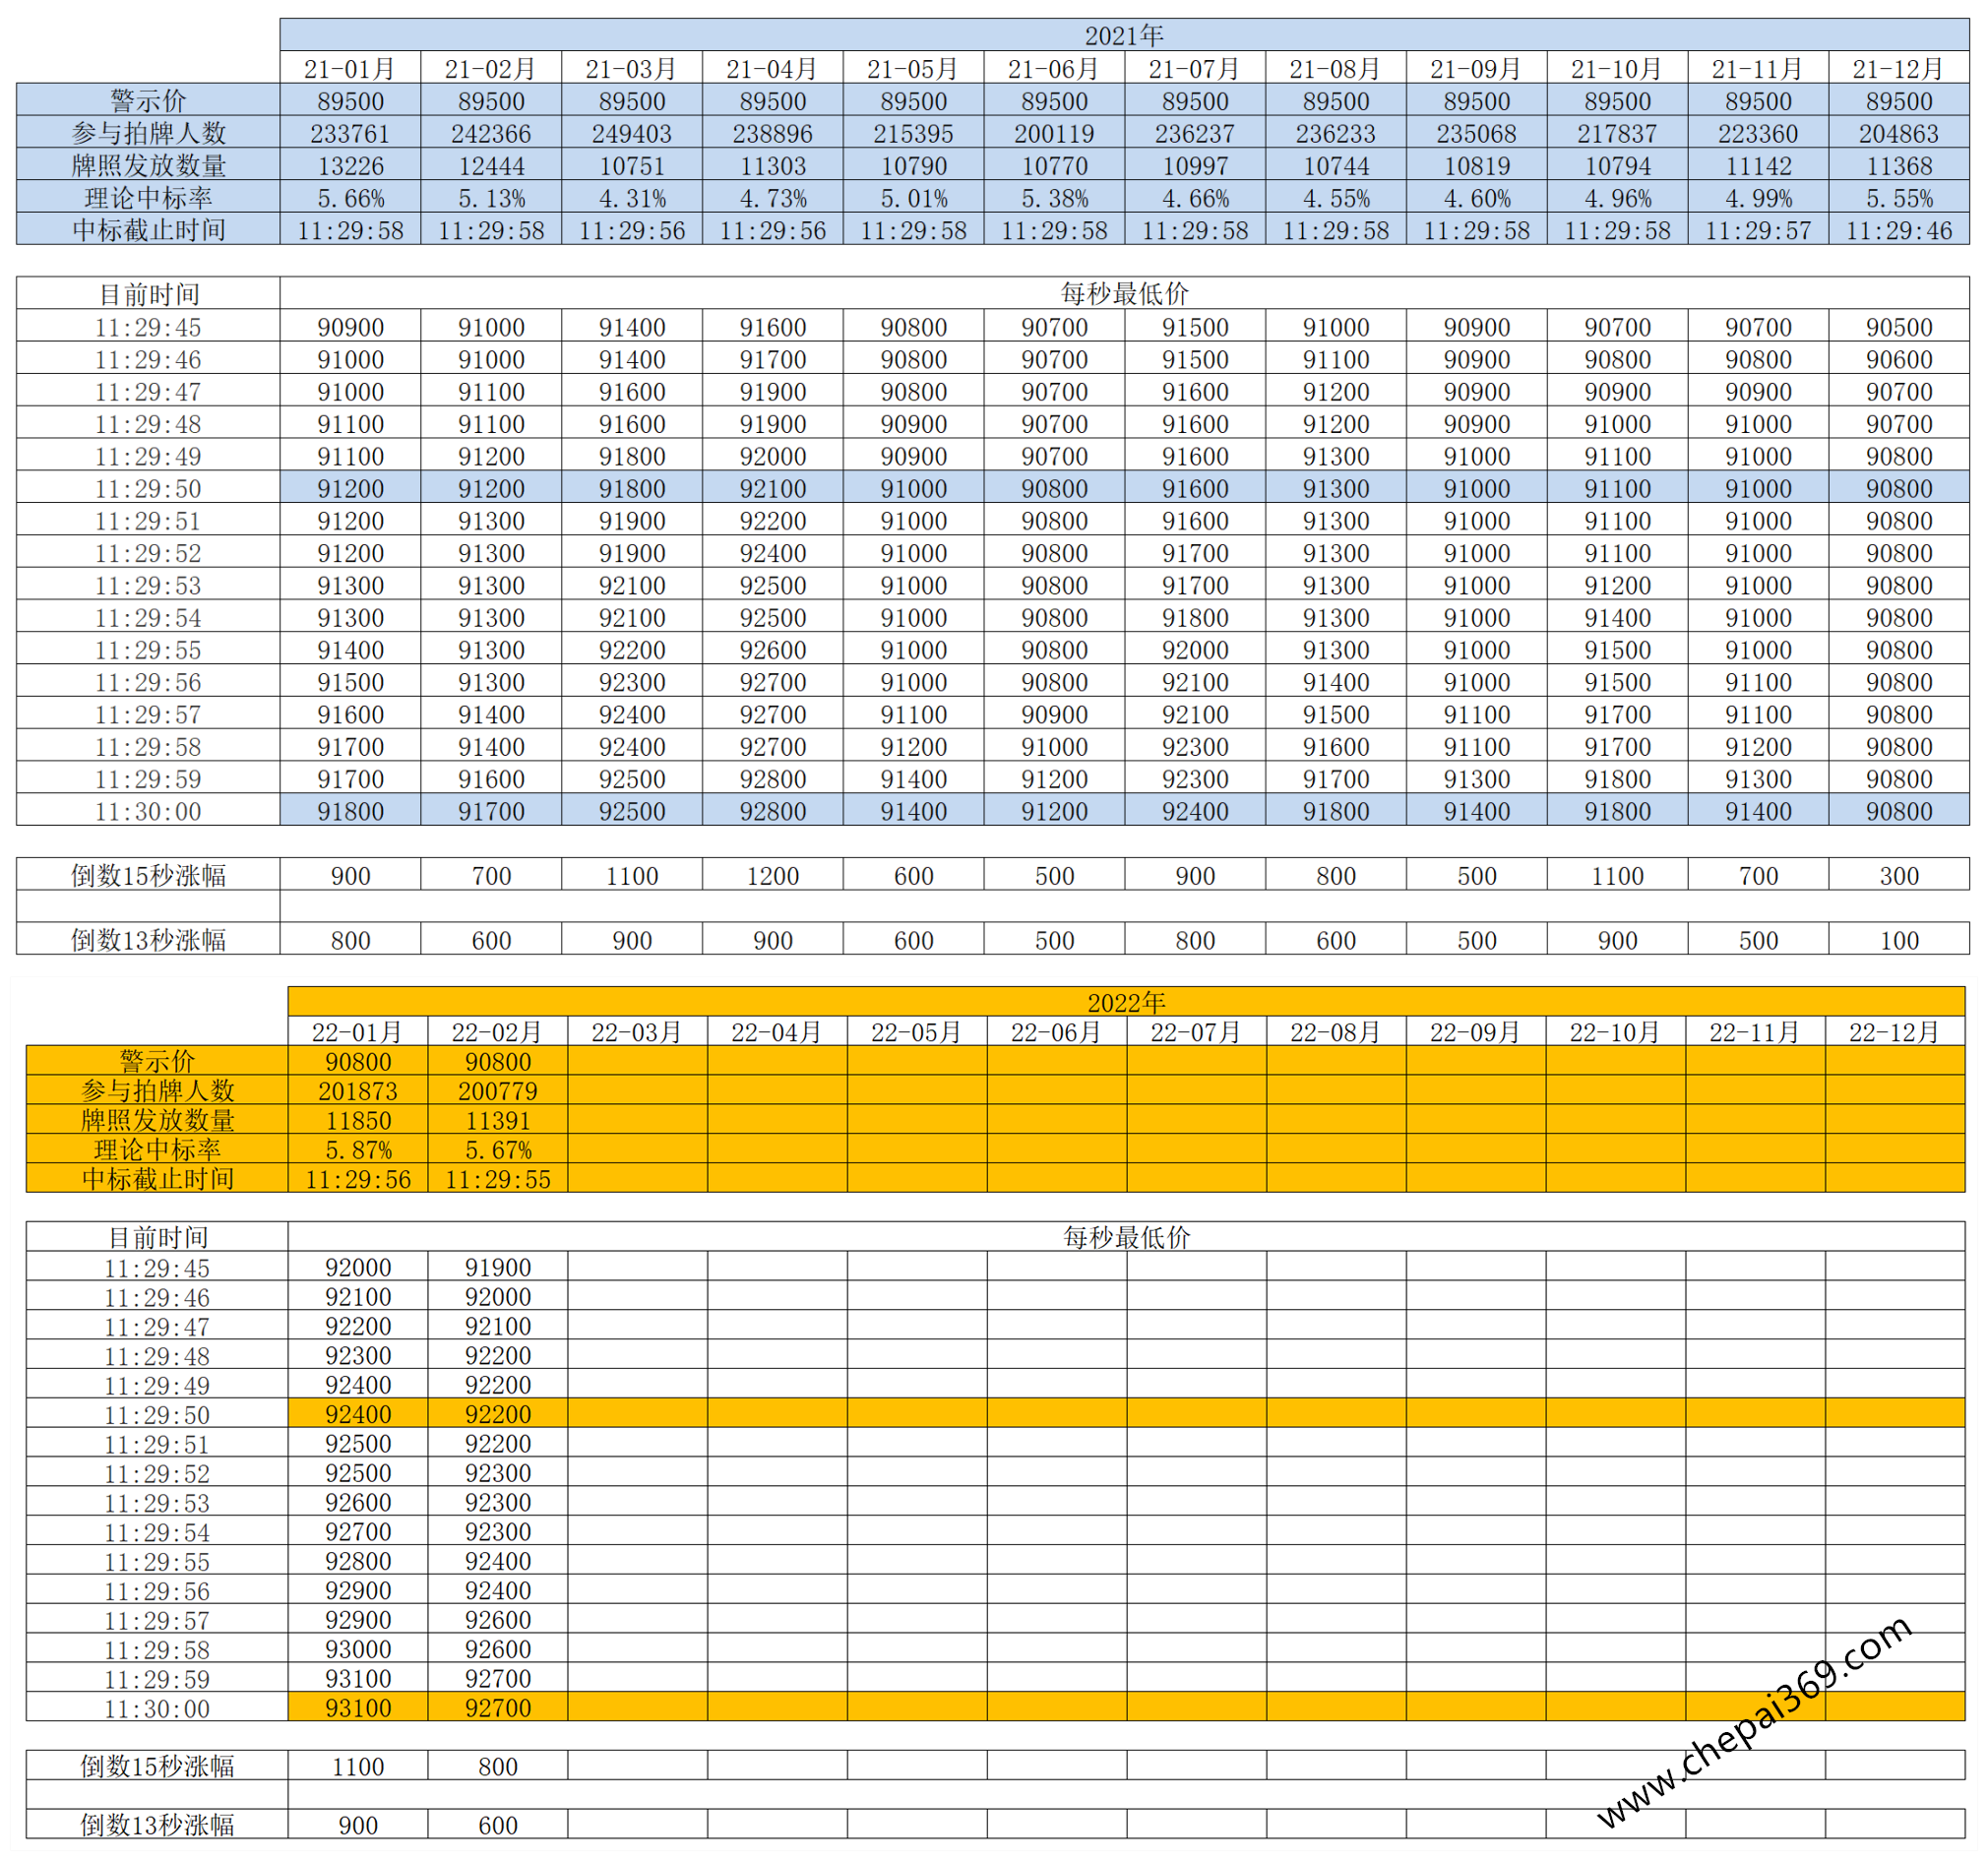 2021年
21-01月 21-02月 21-03月 21-04月 21-05月 21-06月 21-07月 21-08月 21-09月 21-10月 21-11月 21-12月
警示价 89500 89500 89500 89500 89500 89500 89500 89500 89500 89500 89500 89500
参与拍牌人数 233761 242366 249403 238896 215395 200119 236237 236233 235068 217837 223360 204863
牌照发放数量 13226 12444 10751 11303 10790 10770 10997 10744 10819 10794 11142 11368
理论中标率 5.66% 5.13% 4.31% 4.73% 5.01% 5.38% 4.66% 4.55% 4.60% 4.96% 4.99% 5.55%
中标截止时间 11:29:58 11:29:58 11:29:56 11:29:56 11:29:58 11:29:58 11:29:58 11:29:58 11:29:58 11:29:58 11:29:57 11:29:46
目前时间 每秒最低价
11:29:45 90900 91000 91400 91600 90800 90700 91500 91000 90900 90700 90700 90500
11:29:46 91000 91000 91400 91700 90800 90700 91500 91100 90900 90800 90800 90600
11:29:47 91000 91100 91600 91900 90800 90700 91600 91200 90900 90900 90900 90700
11:29:48 91100 91100 91600 91900 90900 90700 91600 91200 90900 91000 91000 90700
11:29:49 91100 91200 91800 92000 90900 90700 91600 91300 91000 91100 91000 90800
11:29:50 91200 91200 91800 92100 91000 90800 91600 91300 91000 91100 91000 90800
11:29:51 91200 91300 91900 92200 91000 90800 91600 91300 91000 91100 91000 90800
11:29:52 91200 91300 91900 92400 91000 90800 91700 91300 91000 91100 91000 90800
11:29:53 91300 91300 92100 92500 91000 90800 91700 91300 91000 91200 91000 90800
11:29:54 91300 91300 92100 92500 91000 90800 91800 91300 91000 91400 91000 90800
11:29:55 91400 91300 92200 92600 91000 90800 92000 91300 91000 91500 91000 90800
11:29:56 91500 91300 92300 92700 91000 90800 92100 91400 91000 91500 91100 90800
11:29:57 91600 91400 92400 92700 91100 90900 92100 91500 91100 91700 91100 90800
11:29:58 91700 91400 92400 92700 91200 91000 92300 91600 91100 91700 91200 90800
11:29:59 91700 91600 92500 92800 91400 91200 92300 91700 91300 91800 91300 90800
11:30:00 91800 91700 92500 92800 91400 91200 92400 91800 91400 91800 91400 90800
倒数15秒涨幅 900 700 1100 1200 600 500 900 800 500 1100 700 300
倒数13秒涨幅 800 600 900 900 600 500 800 600 500 900 500 100
2022年
22-01月 22-02月 22-03月 22-04月 22-05月 22-06月 22-07月 22-08月 22-09月 22-10月 22-11月 22-12月
警示价 90800 90800
参与拍牌人数 201873 200779
牌照发放数量 11850 11391
理论中标率 5.87% 5.67%
中标截止时间 11:29:56 11:29:55
目前时间 每秒最低价
11:29:45 92000 91900
11:29:46 92100 92000
11:29:47 92200 92100
11:29:48 92300 92200
11:29:49 92400 92200
11:29:50 92400 92200
11:29:51 92500 92200
11:29:52 92500 92300
11:29:53 92600 92300
11:29:54 92700 92300
11:29:55 92800 92400
11:29:56 92900 92400
11:29:57 92900 92600
11:29:58 93000 92600
11:29:59 93100 92700
11:30:00 93100 92700
倒数15秒涨幅 1100 800
倒数13秒涨幅 900 600
www.chepai369.com